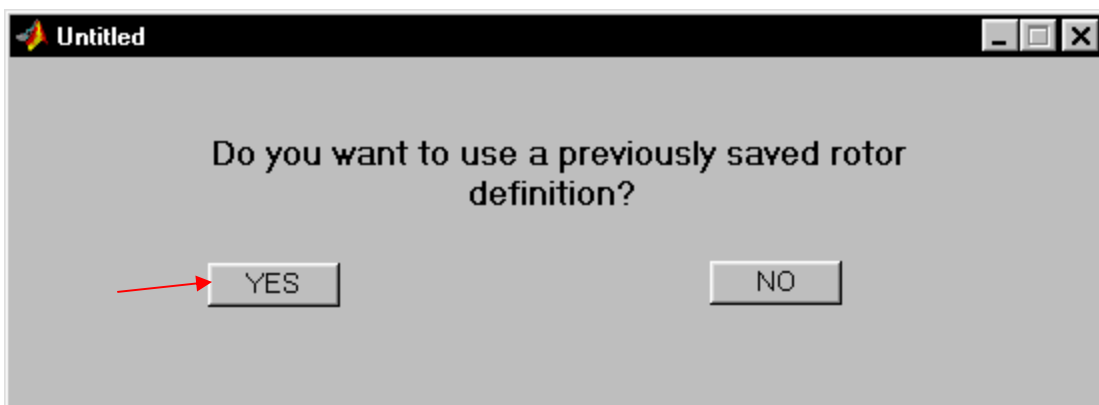 Untitled
Do you want to use a previously saved rotor
definition?
YES
NO